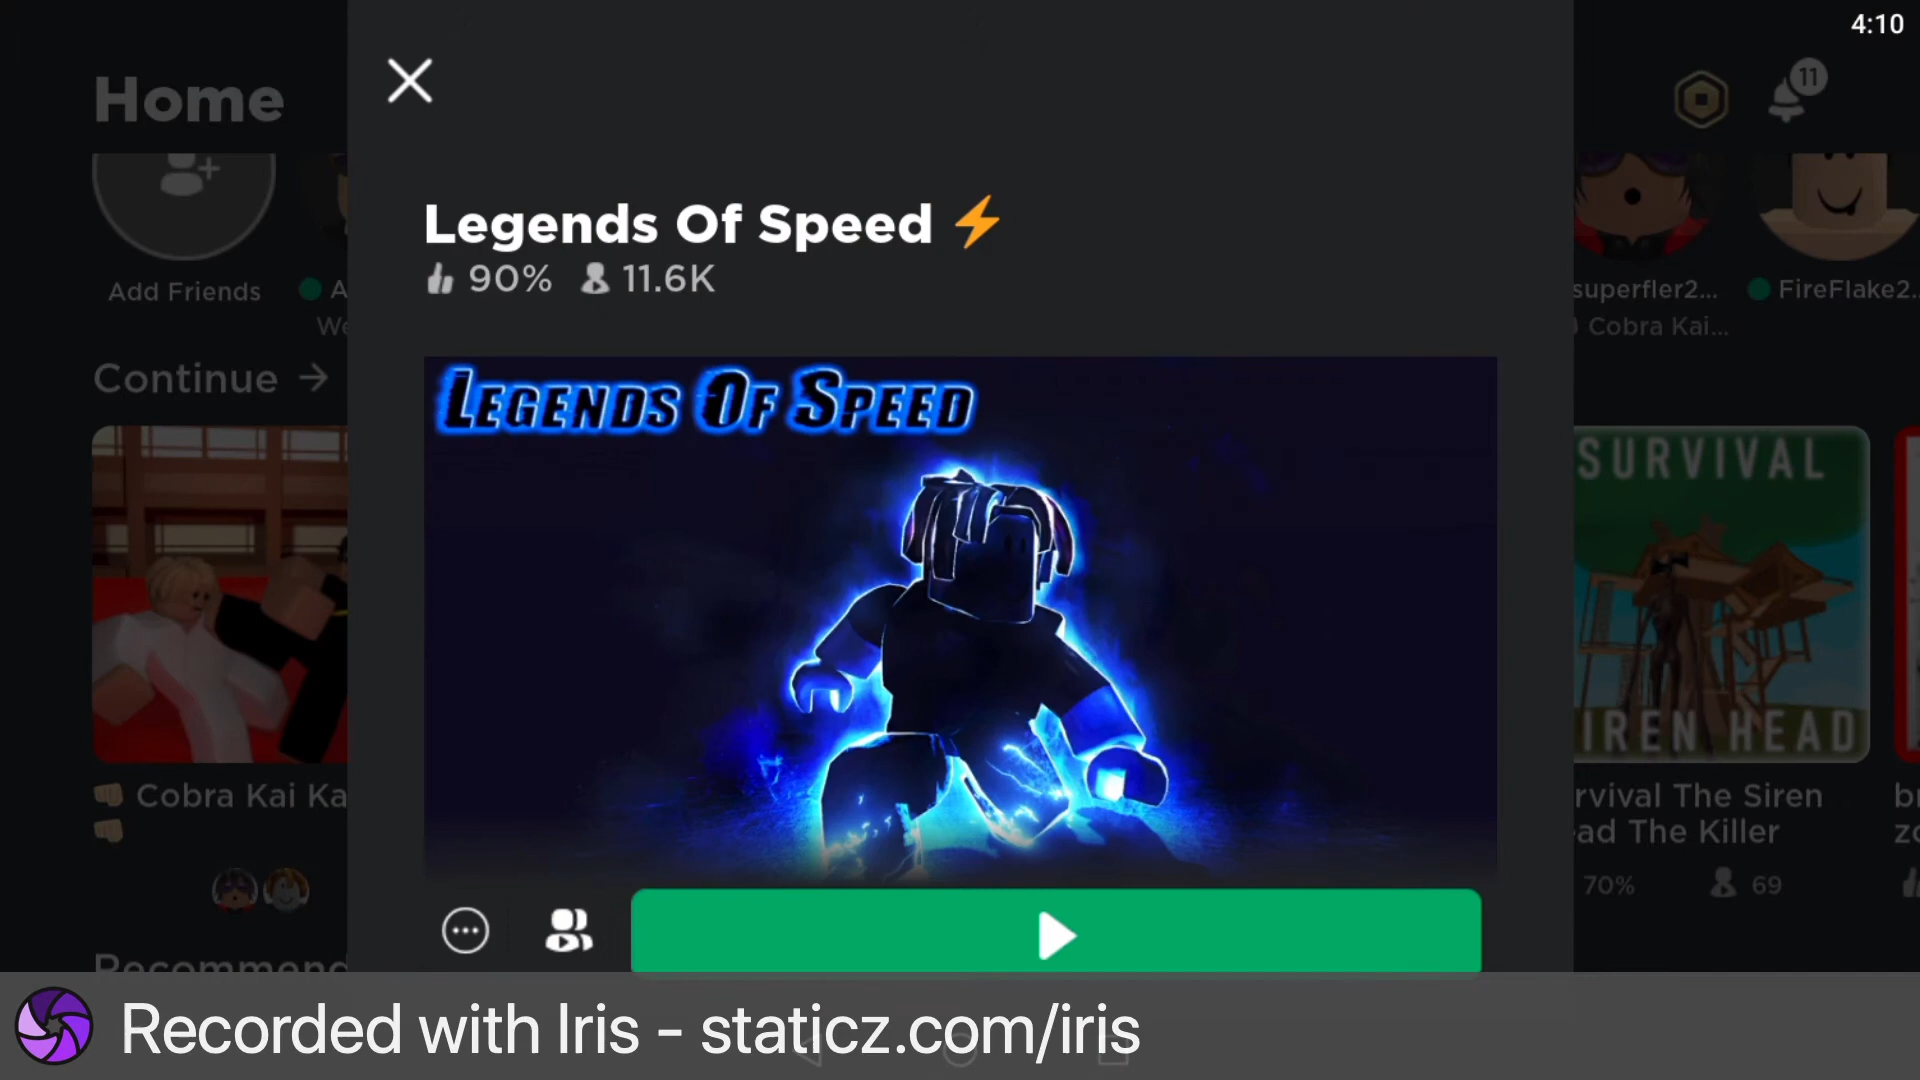 4:10
Home
11
Legends Of Speed ⚡
90% 11.6K
Add Friends
superfler2...
FireFlake2...
Cobra Kai...
Continue →
LEGENDS OF SPEED
SURVIVAL
IREN HEAD
Cobra Kai Ka
rvival The Siren
ad The Killer
70% 69
Recommend
Recorded with Iris - staticz.com/iris